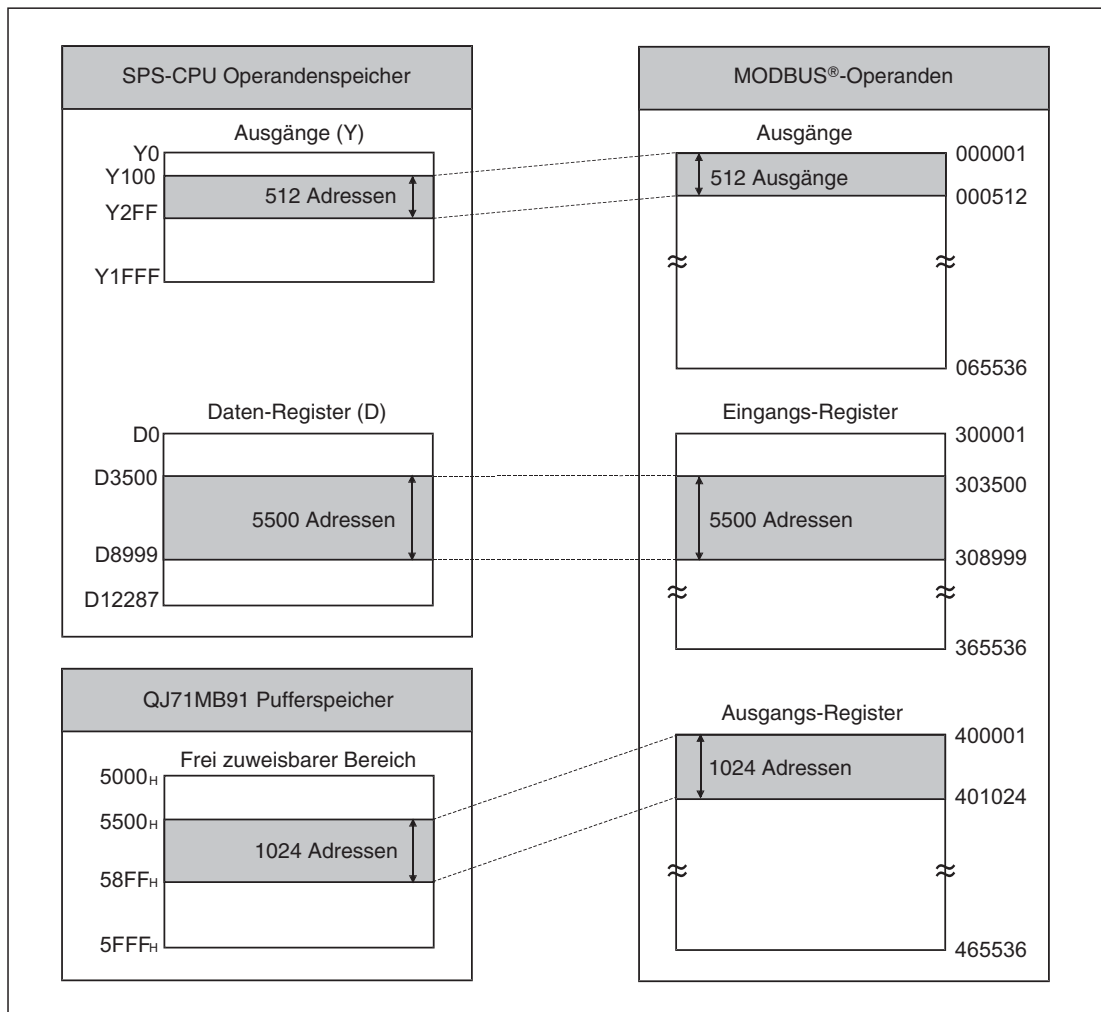 SPS-CPU Operandenspeicher
Ausgänge (Y)
Y0
Y100
512 Adressen
Y2FF
Y1FFF
Daten-Register (D)
D0
D3500
5500 Adressen
D8999
D12287
QJ71MB91 Pufferspeicher
Frei zuweisbarer Bereich
5000H
5500H
1024 Adressen
58FFH
5FFFH
MODBUS®-Operanden
Ausgänge
000001
512 Ausgänge
000512
065536
Eingangs-Register
300001
303500
5500 Adressen
308999
365536
Ausgangs-Register
400001
1024 Adressen
401024
465536